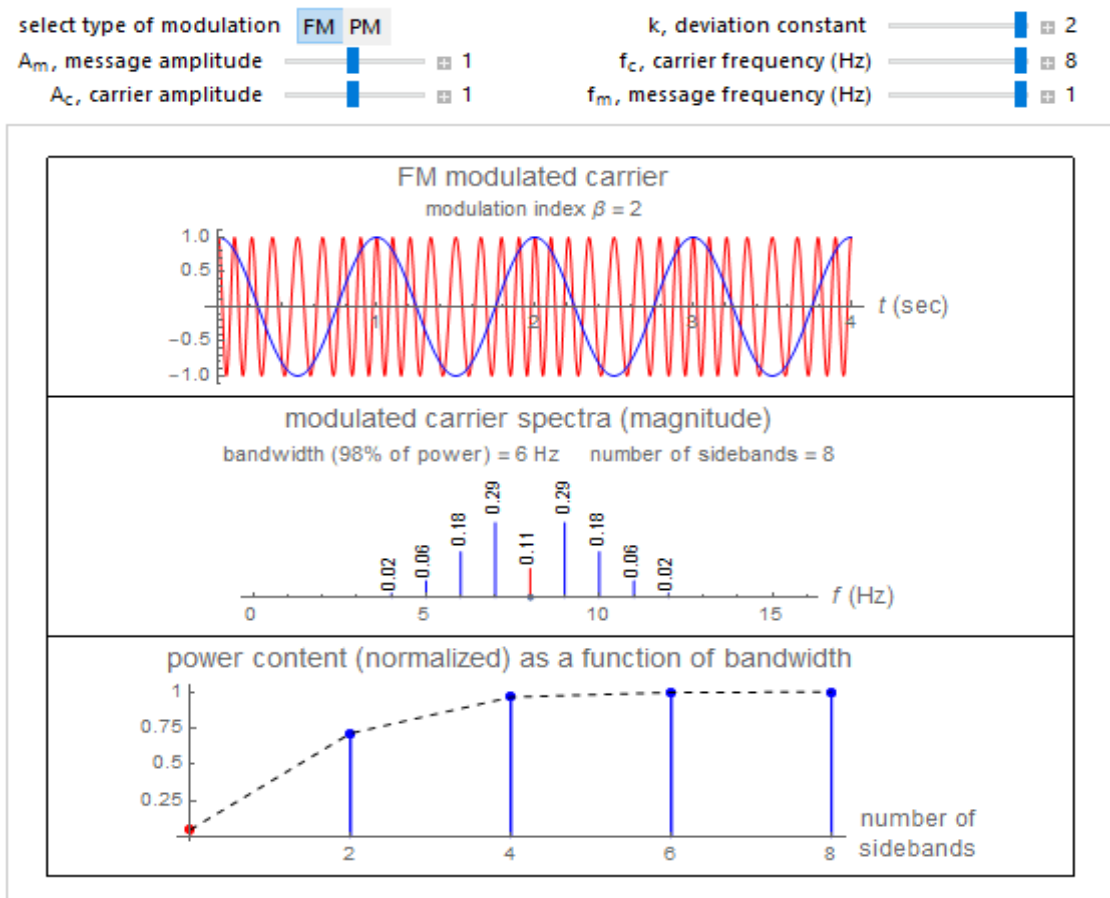 select type of modulation FM PM
k, deviation constant 2
Am, message amplitude 1
fc, carrier frequency (Hz) 8
Ac, carrier amplitude 1
fm, message frequency (Hz) 1
FM modulated carrier
modulation index β = 2
1.0
0.5
−0.5
−1.0
1 2 3 4
t (sec)
modulated carrier spectra (magnitude)
bandwidth (98% of power) = 6 Hz number of sidebands = 8
0.02 0.06 0.18 0.29 0.11 0.29 0.18 0.06 0.02
0 5 10 15
f (Hz)
power content (normalized) as a function of bandwidth
1
0.75
0.5
0.25
2 4 6 8
number of
sidebands